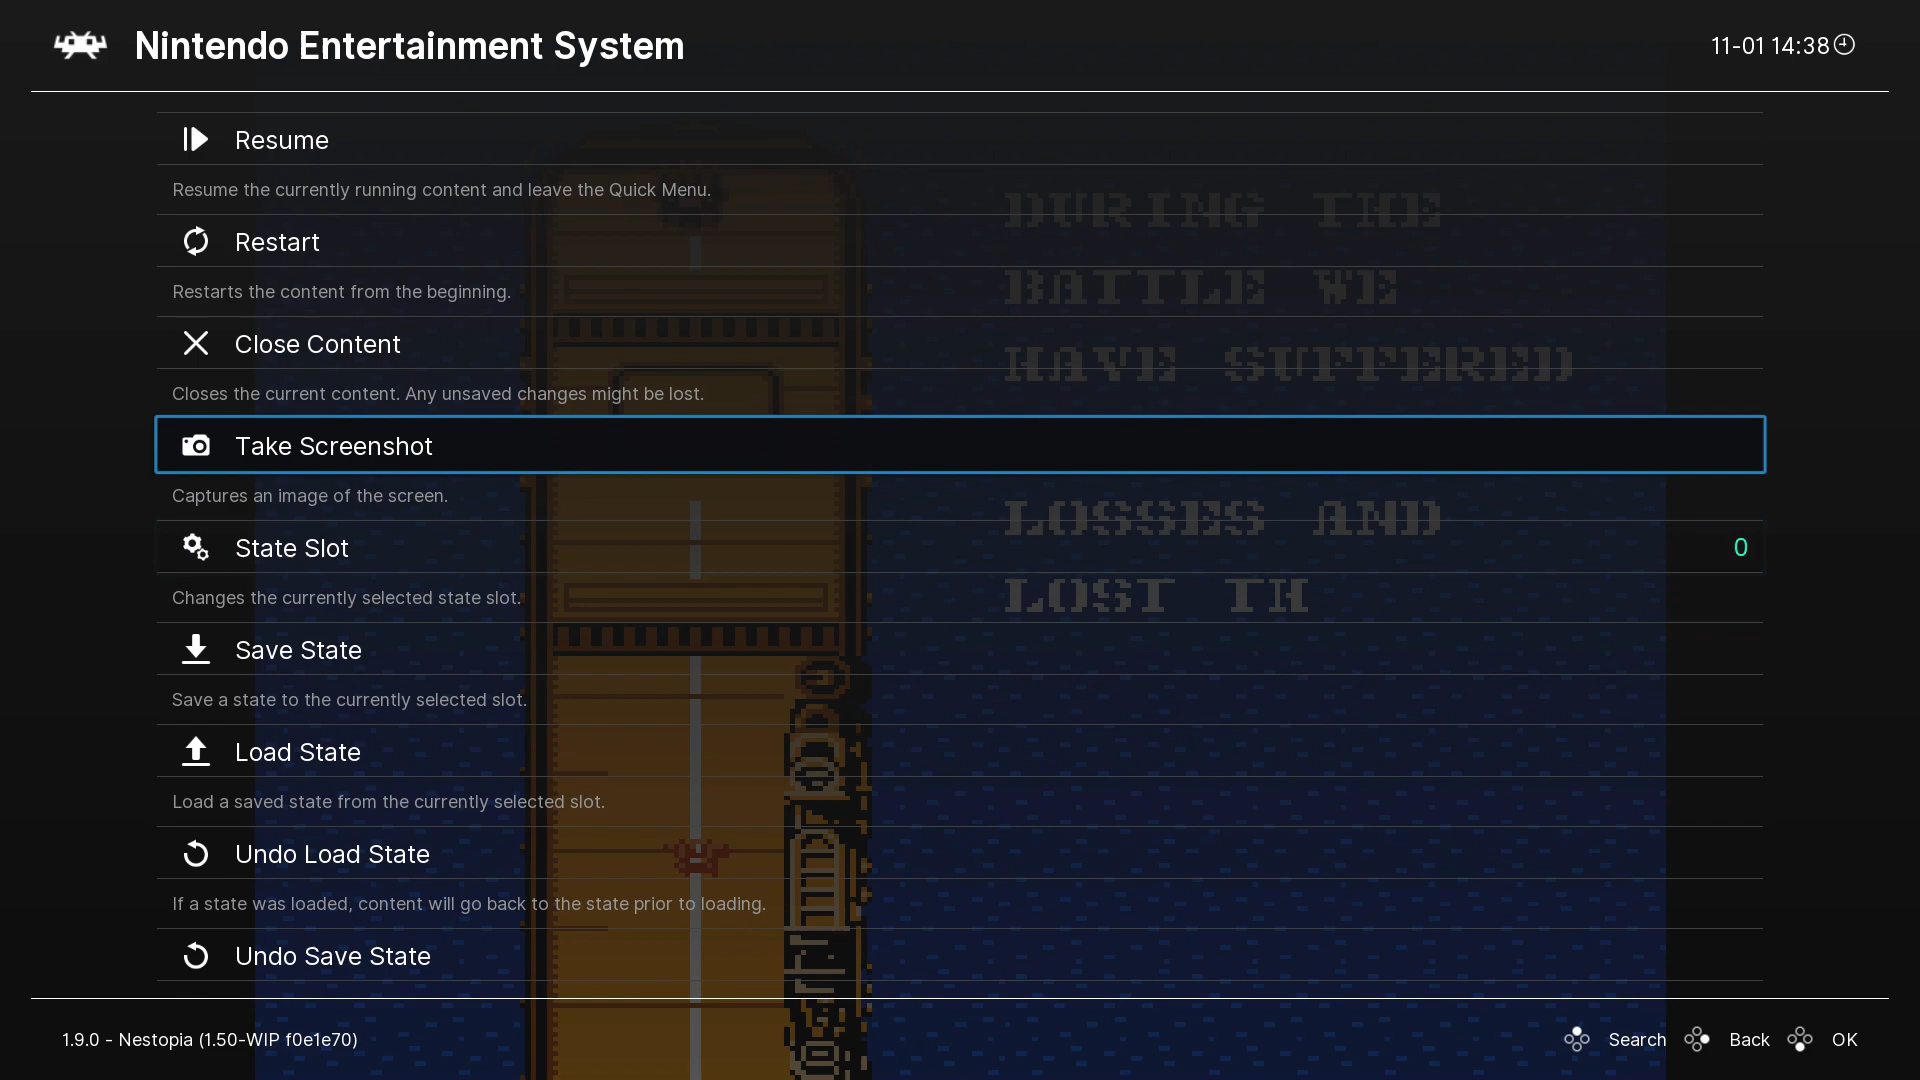 Nintendo Entertainment System
11-01 14:38
Resume
Resume the currently running content and leave the Quick Menu.
DURING THE
Restart
BATTLE WE
Restarts the content from the beginning.
Close Content
HAVE SUFFERED
Closes the current content. Any unsaved changes might be lost.
Take Screenshot
Captures an image of the screen.
LOSSES AND
State Slot
0
Changes the currently selected state slot.
LOST TH
Save State
Save a state to the currently selected slot.
Load State
Load a saved state from the currently selected slot.
Undo Load State
If a state was loaded, content will go back to the state prior to loading.
Undo Save State
1.9.0 - Nestopia (1.50-WIP f0e1e70)
Search
Back
OK